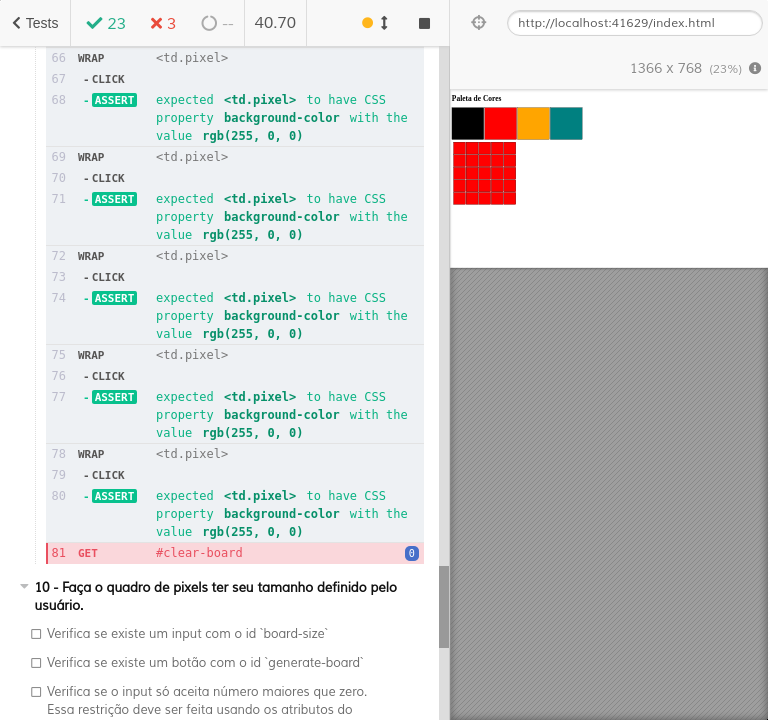 Tests 23 3 -- 40.70
http://localhost:41629/index.html
1366 x 768 (23%)
Paleta de Cores
66 WRAP <td.pixel>
67 -CLICK
68 -ASSERT expected <td.pixel> to have CSS
property background-color with the
value rgb(255, 0, 0)
69 WRAP <td.pixel>
70 -CLICK
71 -ASSERT expected <td.pixel> to have CSS
property background-color with the
value rgb(255, 0, 0)
72 WRAP <td.pixel>
73 -CLICK
74 -ASSERT expected <td.pixel> to have CSS
property background-color with the
value rgb(255, 0, 0)
75 WRAP <td.pixel>
76 -CLICK
77 -ASSERT expected <td.pixel> to have CSS
property background-color with the
value rgb(255, 0, 0)
78 WRAP <td.pixel>
79 -CLICK
80 -ASSERT expected <td.pixel> to have CSS
property background-color with the
value rgb(255, 0, 0)
81 GET #clear-board 0
10 - Faça o quadro de pixels ter seu tamanho definido pelo
usuário.
Verifica se existe um input com o id `board-size`
Verifica se existe um botão com o id `generate-board`
Verifica se o input só aceita número maiores que zero.
Essa restrição deve ser feita usando os atributos do